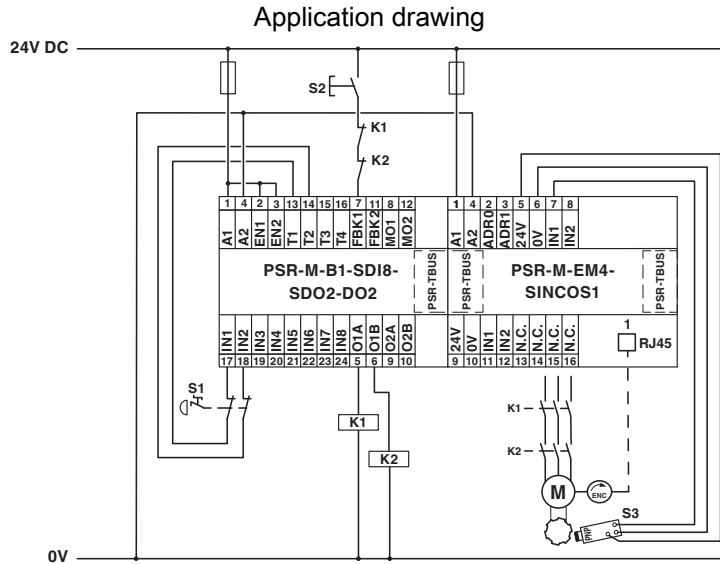 Application drawing
24V DC
S2
K1
K2
1 4 2 3 13 14 15 16 7 11 8 12
A1 A2 EN1 EN2 T1 T2 T3 T4 FBK1 FBK2 MO1 MO2
1 4 2 3 5 6 7 8
A1 A2 ADR0 ADR1 24V 0V IN1 IN2
PSR-M-B1-SDI8-
SDO2-DO2
PSR-TBUS
PSR-TBUS
PSR-M-EM4-
SINCOS1
PSR-TBUS
IN1 IN2 IN3 IN4 IN5 IN6 IN7 IN8 O1A O1B O2A O2B
17 18 19 20 21 22 23 24 5 6 9 10
24V 0V IN1 IN2 N.C. N.C. N.C. N.C.
9 10 11 12 13 14 15 16
1
RJ45
S1
K1
K2
K1
K2
M
ENC
S3
PNP
0V